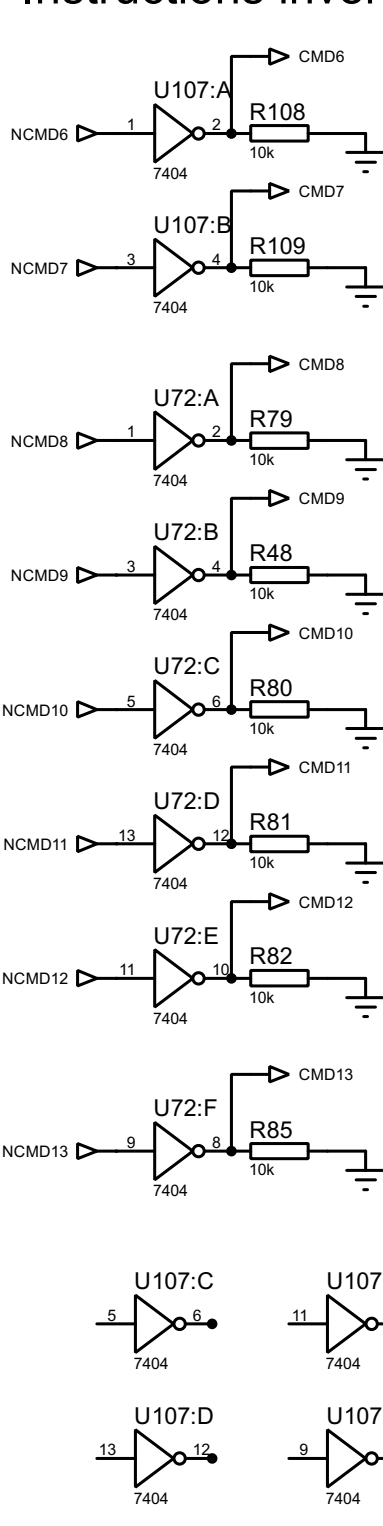 CMD6
U107:A
R108
NCMD6 1 2
10k
7404
CMD7
U107:B
R109
NCMD7 3 4
10k
7404
CMD8
U72:A
R79
NCMD8 1 2
10k
7404
CMD9
U72:B
R48
NCMD9 3 4
10k
7404
CMD10
U72:C
R80
NCMD10 5 6
10k
7404
CMD11
U72:D
R81
NCMD11 13 12
10k
7404
CMD12
U72:E
R82
NCMD12 11 10
10k
7404
CMD13
U72:F
R85
NCMD13 9 8
10k
7404
U107:C U107
5 6 11
7404 7404
U107:D U107
13 12 9
7404 7404